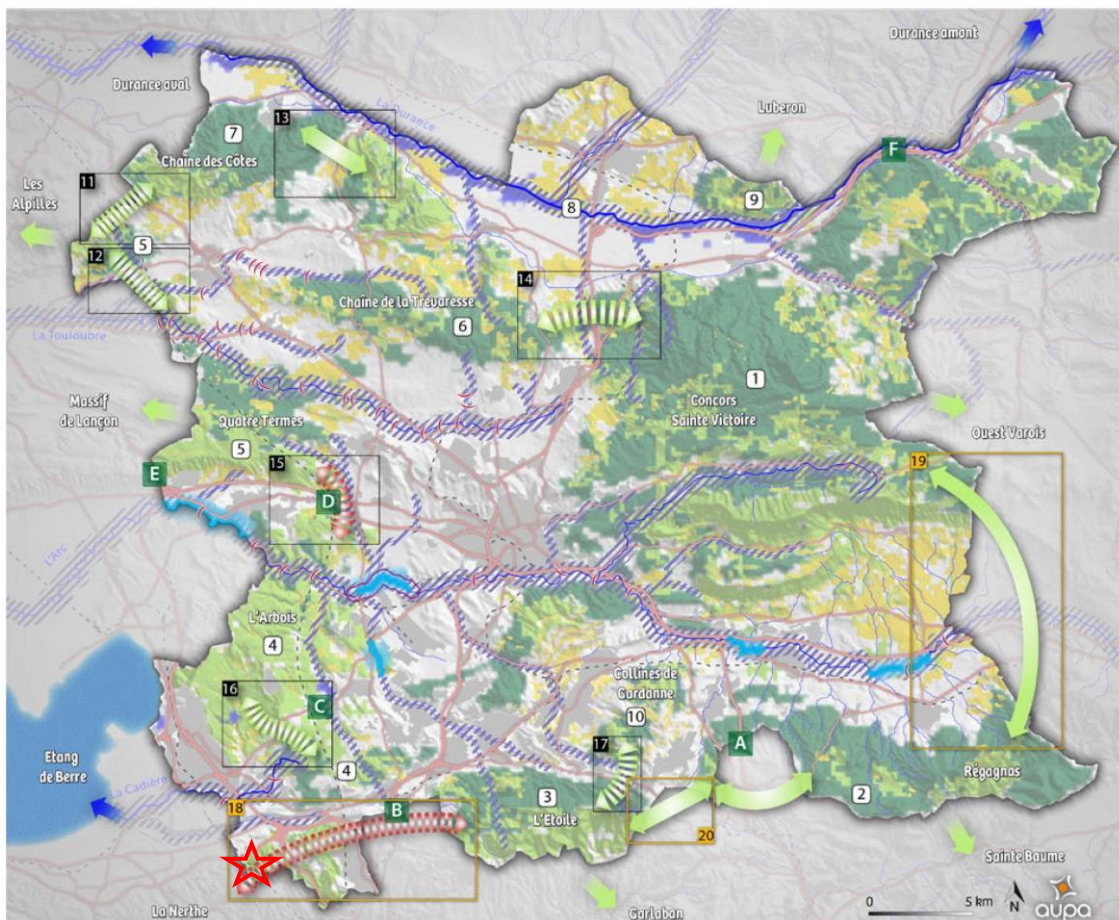 Durance amont
Durance aval
La Durance
Luberon
13
7
Chaîne des Côtes
F
11
Les
Alpilles
9
8
12
5
14
Chaîne de la Trévaresse
6
La Touloubre
1
Concors
Sainte Victoire
Massif
de Lançon
Quatre Termes
Ouest Varois
5
15
19
E
D
L'Arc
L'Arbois
4
Collines de
Gardanne
16
C
10
17
A
Etang
de Berre
4
Régagnas
2
La Cadière
3
L'Etoile
18
B
20
Sainte Baume
La Nerthe
Garlaban
0
5 km
N
aupa